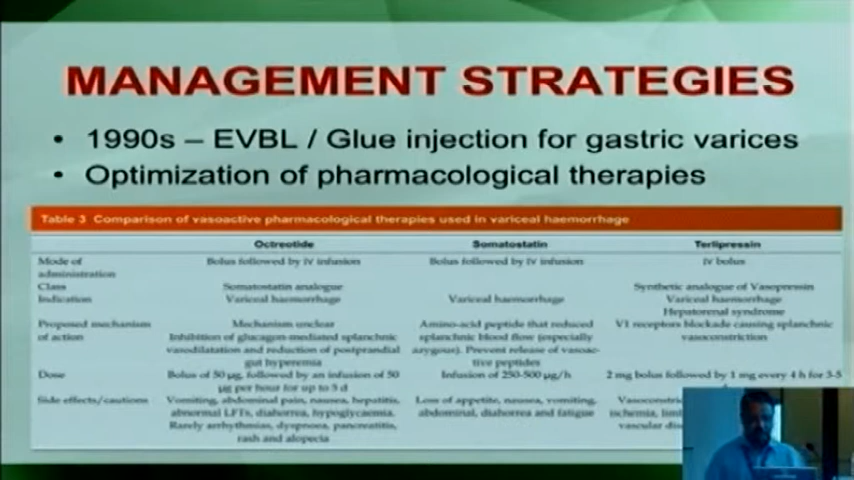 MANAGEMENT STRATEGIES
• 1990s – EVBL / Glue injection for gastric varices
• Optimization of pharmacological therapies
Table 3 Comparison of vasoactive pharmacological therapies used in variceal haemorrhage
Octreotide Somatostatin Terlipressin
Mode of administration Bolus followed by IV infusion Bolus followed by IV infusion IV bolus
Class Somatostatin analogue Synthetic analogue of Vasopressin
Indication Variceal haemorrhage Variceal haemorrhage Variceal haemorrhage
Hepatorenal syndrome
Proposed mechanism Mechanism unclear Amino-acid peptide that reduced V1 receptors blockade causing splanchnic
of action Inhibition of glucagon-mediated splanchnic splanchnic blood flow (especially vasoconstriction
vasodilatation and reduction of postprandial azygous). Prevent release of vasoac-
gut hyperemia tive peptides
Dose Bolus of 50 µg, followed by an infusion of 50 Infusion of 250-500 µg/h 2 mg bolus followed by 1 mg every 4 h for 3-5
µg per hour for up to 5 d
Side effects/cautions Vomiting, abdominal pain, nausea, hepatitis, Loss of appetite, nausea, vomiting,
abnormal LFTs, diahorrea, hypoglycaemia. abdominal, diahorrea and fatigue ischemia,
Rarely arrhythmias, dyspnoea, pancreatitis, vascular
rash and alopecia